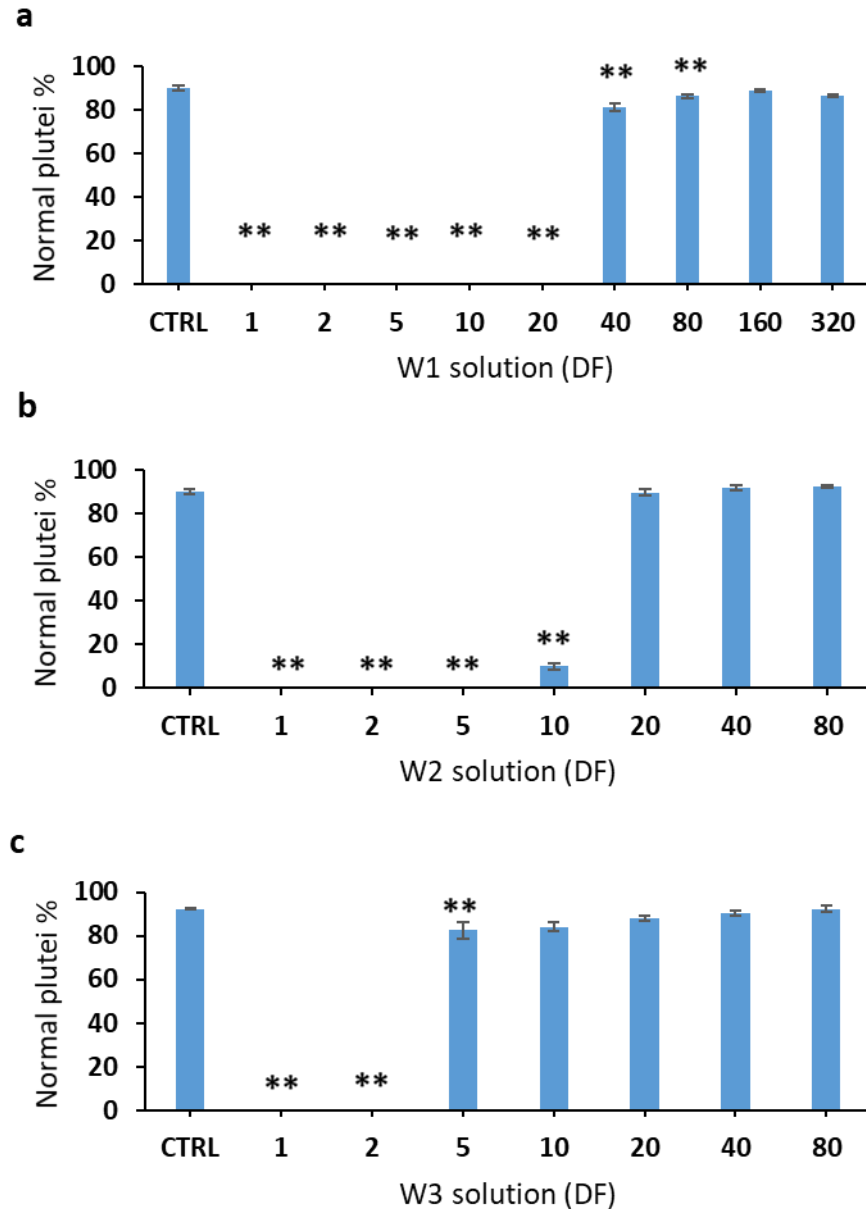 a
Normal plutei %
100
80
60
40
20
0
** ** ** ** ** ** **
CTRL 1 2 5 10 20 40 80 160 320
W1 solution (DF)
b
Normal plutei %
100
80
60
40
20
0
** ** ** **
CTRL 1 2 5 10 20 40 80
W2 solution (DF)
c
Normal plutei %
100
80
60
40
20
0
** ** **
CTRL 1 2 5 10 20 40 80
W3 solution (DF)